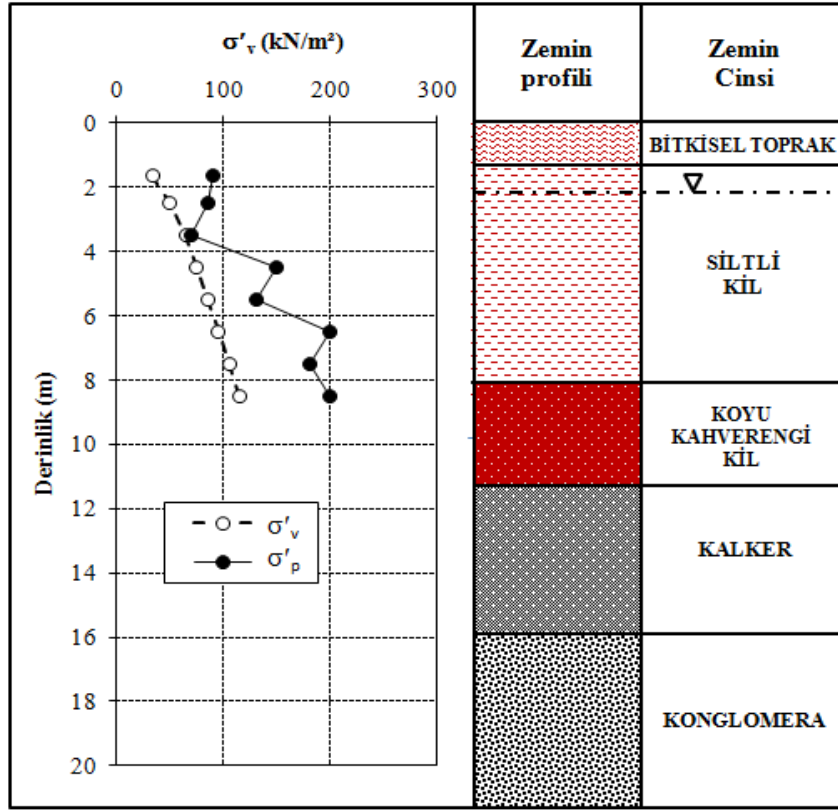 σ′v (kN/m²)
0 100 200 300
0
2
4
6
8
10
12
14
16
18
20
Derinlik (m)
σ′v
σ′p
Zemin
profili
Zemin
Cinsi
BİTKİSEL TOPRAK
SİLTLİ
KİL
KOYU
KAHVERENGİ
KİL
KALKER
KONGLOMERA